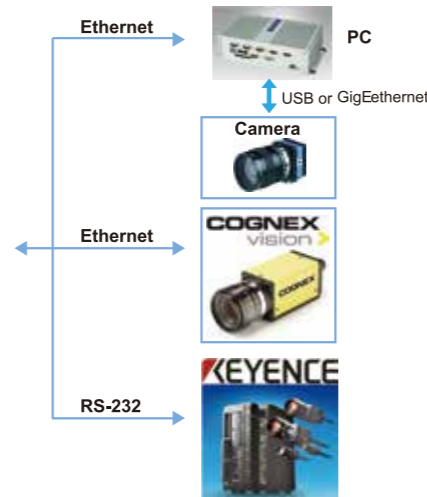 Ethernet
PC
USB or GigEethernet
Camera
Ethernet
COGNEX
vision
COGNEX
RS-232
KEYENCE